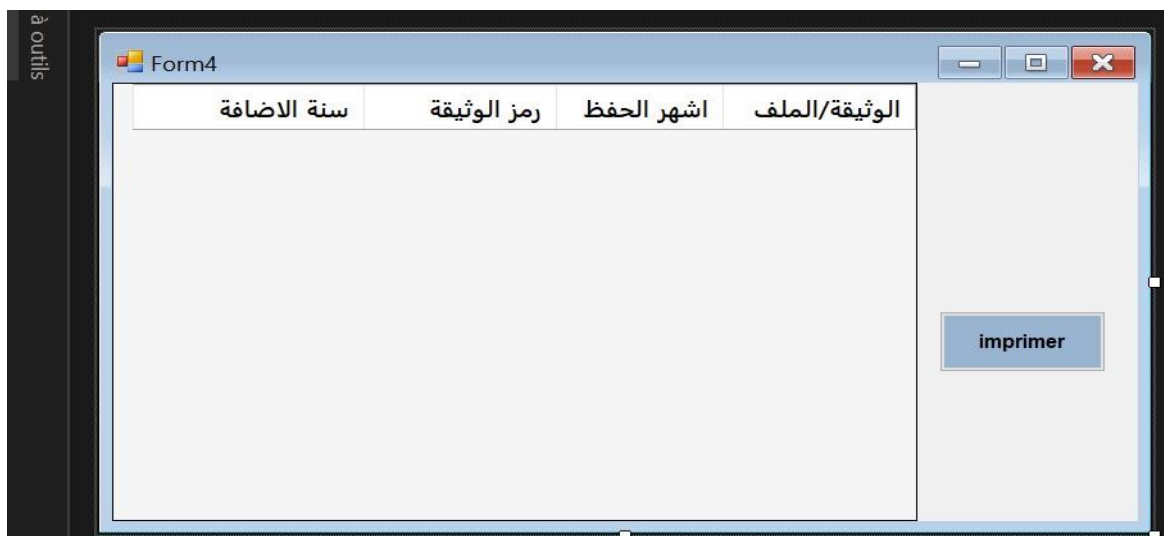 à outils
Form4
الوثيقة/الملف اشهر الحفظ رمز الوثيقة سنة الاضافة
imprimer